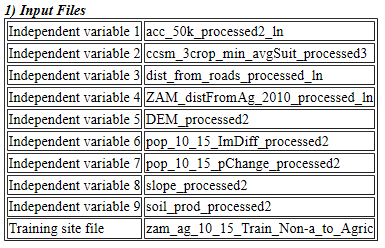 1) Input Files
Independent variable 1 acc_50k_processed2_ln
Independent variable 2 ccsm_3crop_min_avgSuit_processed3
Independent variable 3 dist_from_roads_processed_ln
Independent variable 4 ZAM_distFromAg_2010_processed_ln
Independent variable 5 DEM_processed2
Independent variable 6 pop_10_15_ImDiff_processed2
Independent variable 7 pop_10_15_pChange_processed2
Independent variable 8 slope_processed2
Independent variable 9 soil_prod_processed2
Training site file zam_ag_10_15_Train_Non-a_to_Agric